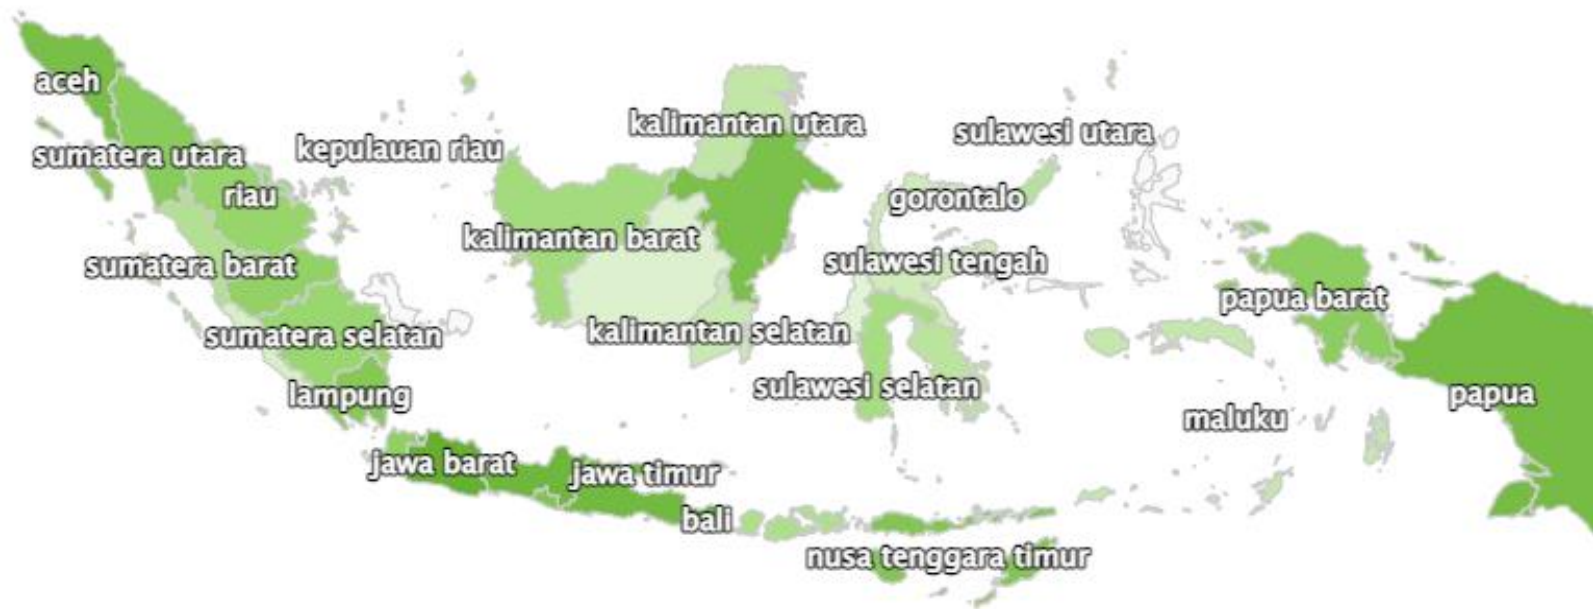 aceh
kalimantan utara
sulawesi utara
sumatera utara
kepulauan riau
riau
gorontalo
kalimantan barat
sumatera barat
sulawesi tengah
papua barat
sumatera selatan
kalimantan selatan
sulawesi selatan
lampung
papua
maluku
jawa barat
jawa timur
bali
nusa tenggara timur